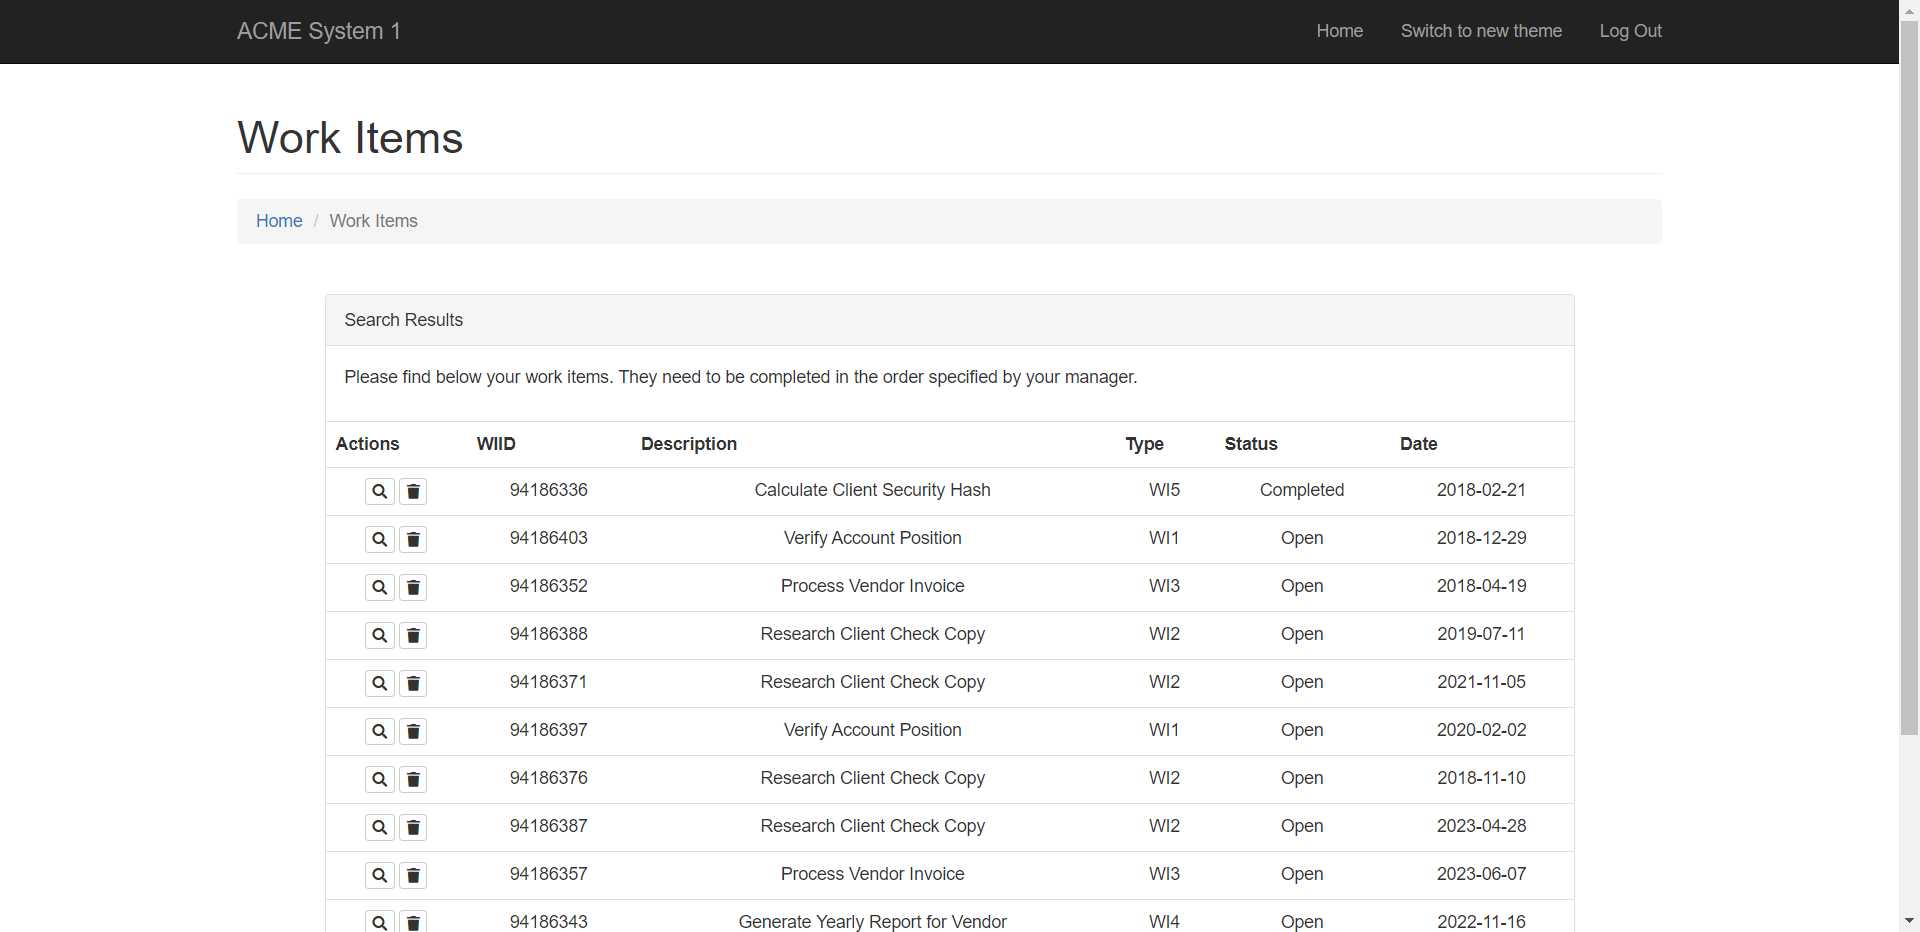 ACME System 1 Home Switch to new theme Log Out
Work Items
Home / Work Items
Search Results
Please find below your work items. They need to be completed in the order specified by your manager.
Actions WIID Description Type Status Date
94186336 Calculate Client Security Hash WI5 Completed 2018-02-21
94186403 Verify Account Position WI1 Open 2018-12-29
94186352 Process Vendor Invoice WI3 Open 2018-04-19
94186388 Research Client Check Copy WI2 Open 2019-07-11
94186371 Research Client Check Copy WI2 Open 2021-11-05
94186397 Verify Account Position WI1 Open 2020-02-02
94186376 Research Client Check Copy WI2 Open 2018-11-10
94186387 Research Client Check Copy WI2 Open 2023-04-28
94186357 Process Vendor Invoice WI3 Open 2023-06-07
94186343 Generate Yearly Report for Vendor WI4 Open 2022-11-16